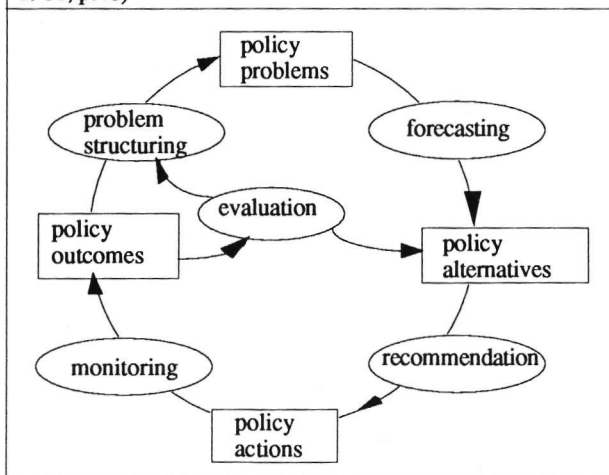 policy
problems
problem
structuring
forecasting
evaluation
policy
outcomes
policy
alternatives
monitoring
recommendation
policy
actions